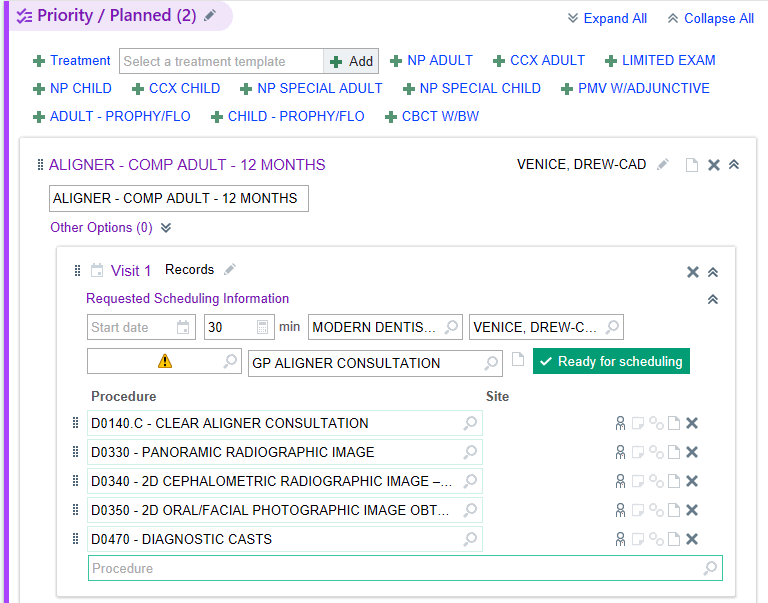 Priority / Planned (2)
Expand All Collapse All
Treatment Select a treatment template Add NP ADULT CCX ADULT LIMITED EXAM
NP CHILD CCX CHILD NP SPECIAL ADULT NP SPECIAL CHILD PMV W/ADJUNCTIVE
ADULT - PROPHY/FLO CHILD - PROPHY/FLO CBCT W/BW
ALIGNER - COMP ADULT - 12 MONTHS VENICE, DREW-CAD
ALIGNER - COMP ADULT - 12 MONTHS
Other Options (0)
Visit 1 Records
Requested Scheduling Information
Start date 30 min MODERN DENTIS... VENICE, DREW-C...
GP ALIGNER CONSULTATION Ready for scheduling
Procedure Site
D0140.C - CLEAR ALIGNER CONSULTATION
D0330 - PANORAMIC RADIOGRAPHIC IMAGE
D0340 - 2D CEPHALOMETRIC RADIOGRAPHIC IMAGE –...
D0350 - 2D ORAL/FACIAL PHOTOGRAPHIC IMAGE OBT...
D0470 - DIAGNOSTIC CASTS
Procedure